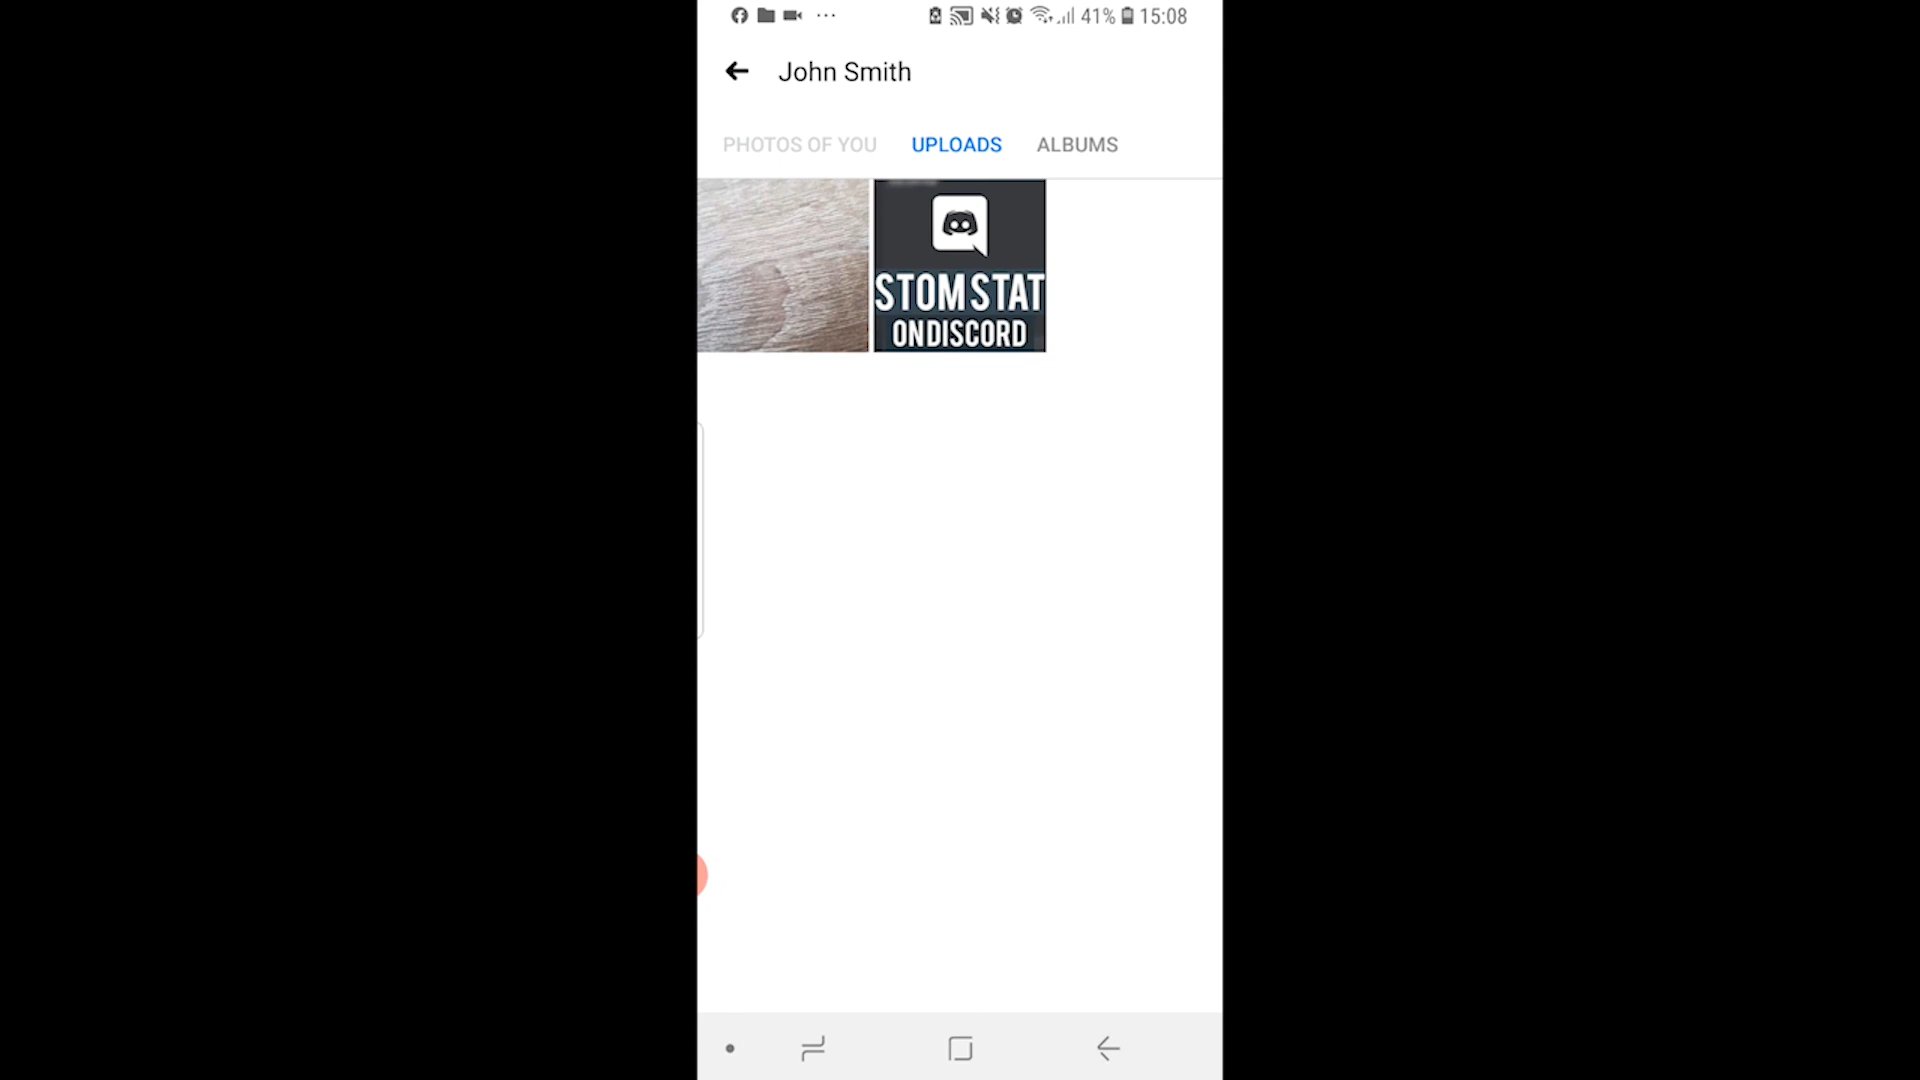 41% 15:08
John Smith
PHOTOS OF YOU UPLOADS ALBUMS
STOM STAT
ON DISCORD